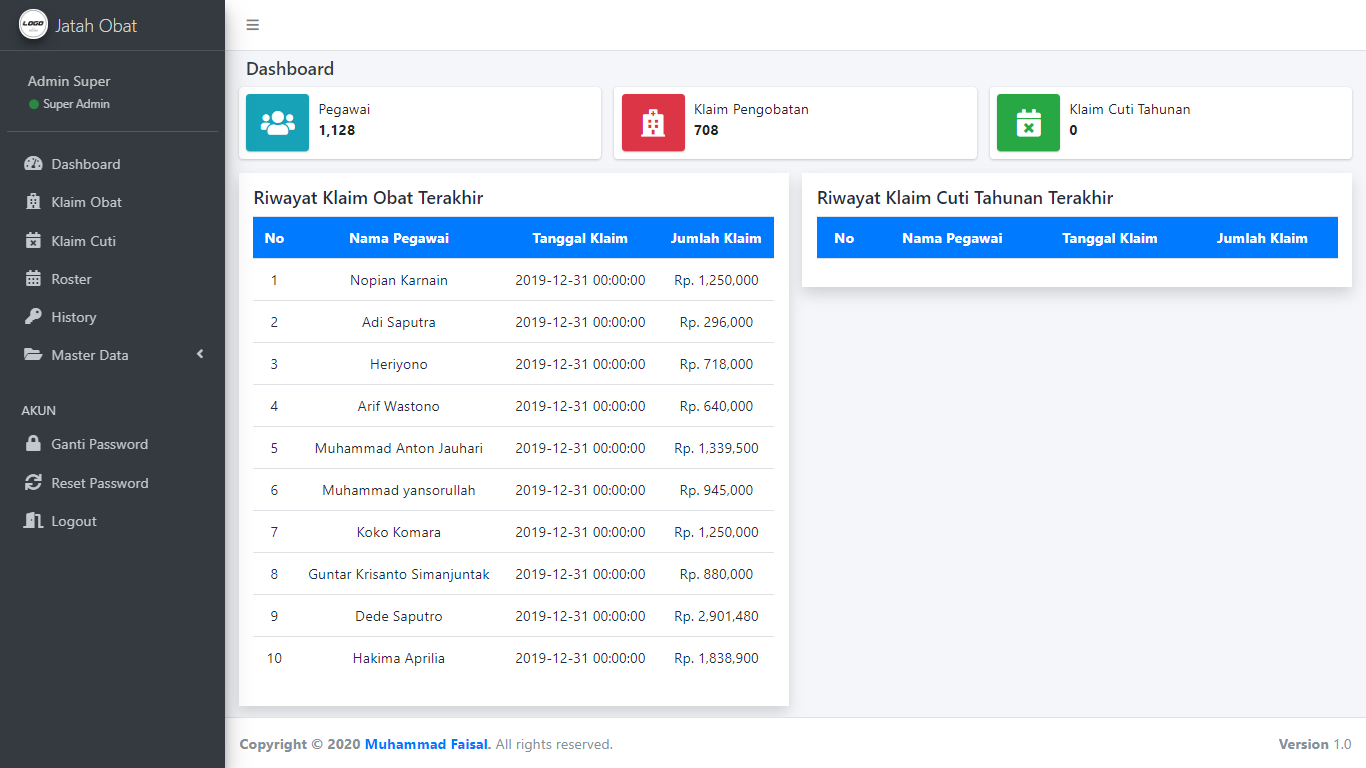 LOGO
Jatah Obat
Admin Super
Super Admin
Dashboard
Klaim Obat
Klaim Cuti
Roster
History
Master Data
AKUN
Ganti Password
Reset Password
Logout
Dashboard
Pegawai
1,128
Klaim Pengobatan
708
Klaim Cuti Tahunan
0
Riwayat Klaim Obat Terakhir
No Nama Pegawai Tanggal Klaim Jumlah Klaim
1 Nopian Karnain 2019-12-31 00:00:00 Rp. 1,250,000
2 Adi Saputra 2019-12-31 00:00:00 Rp. 296,000
3 Heriyono 2019-12-31 00:00:00 Rp. 718,000
4 Arif Wastono 2019-12-31 00:00:00 Rp. 640,000
5 Muhammad Anton Jauhari 2019-12-31 00:00:00 Rp. 1,339,500
6 Muhammad yansorullah 2019-12-31 00:00:00 Rp. 945,000
7 Koko Komara 2019-12-31 00:00:00 Rp. 1,250,000
8 Guntar Krisanto Simanjuntak 2019-12-31 00:00:00 Rp. 880,000
9 Dede Saputro 2019-12-31 00:00:00 Rp. 2,901,480
10 Hakima Aprilia 2019-12-31 00:00:00 Rp. 1,838,900
Riwayat Klaim Cuti Tahunan Terakhir
No Nama Pegawai Tanggal Klaim Jumlah Klaim
Copyright © 2020 Muhammad Faisal. All rights reserved.
Version 1.0